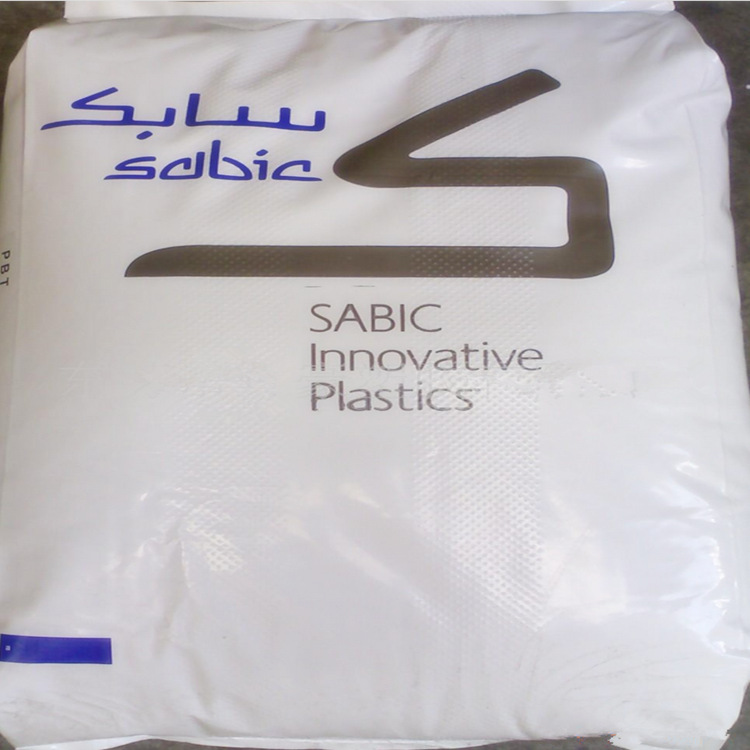 سابك
sabic
SABIC
Innovative
Plastics
PBT